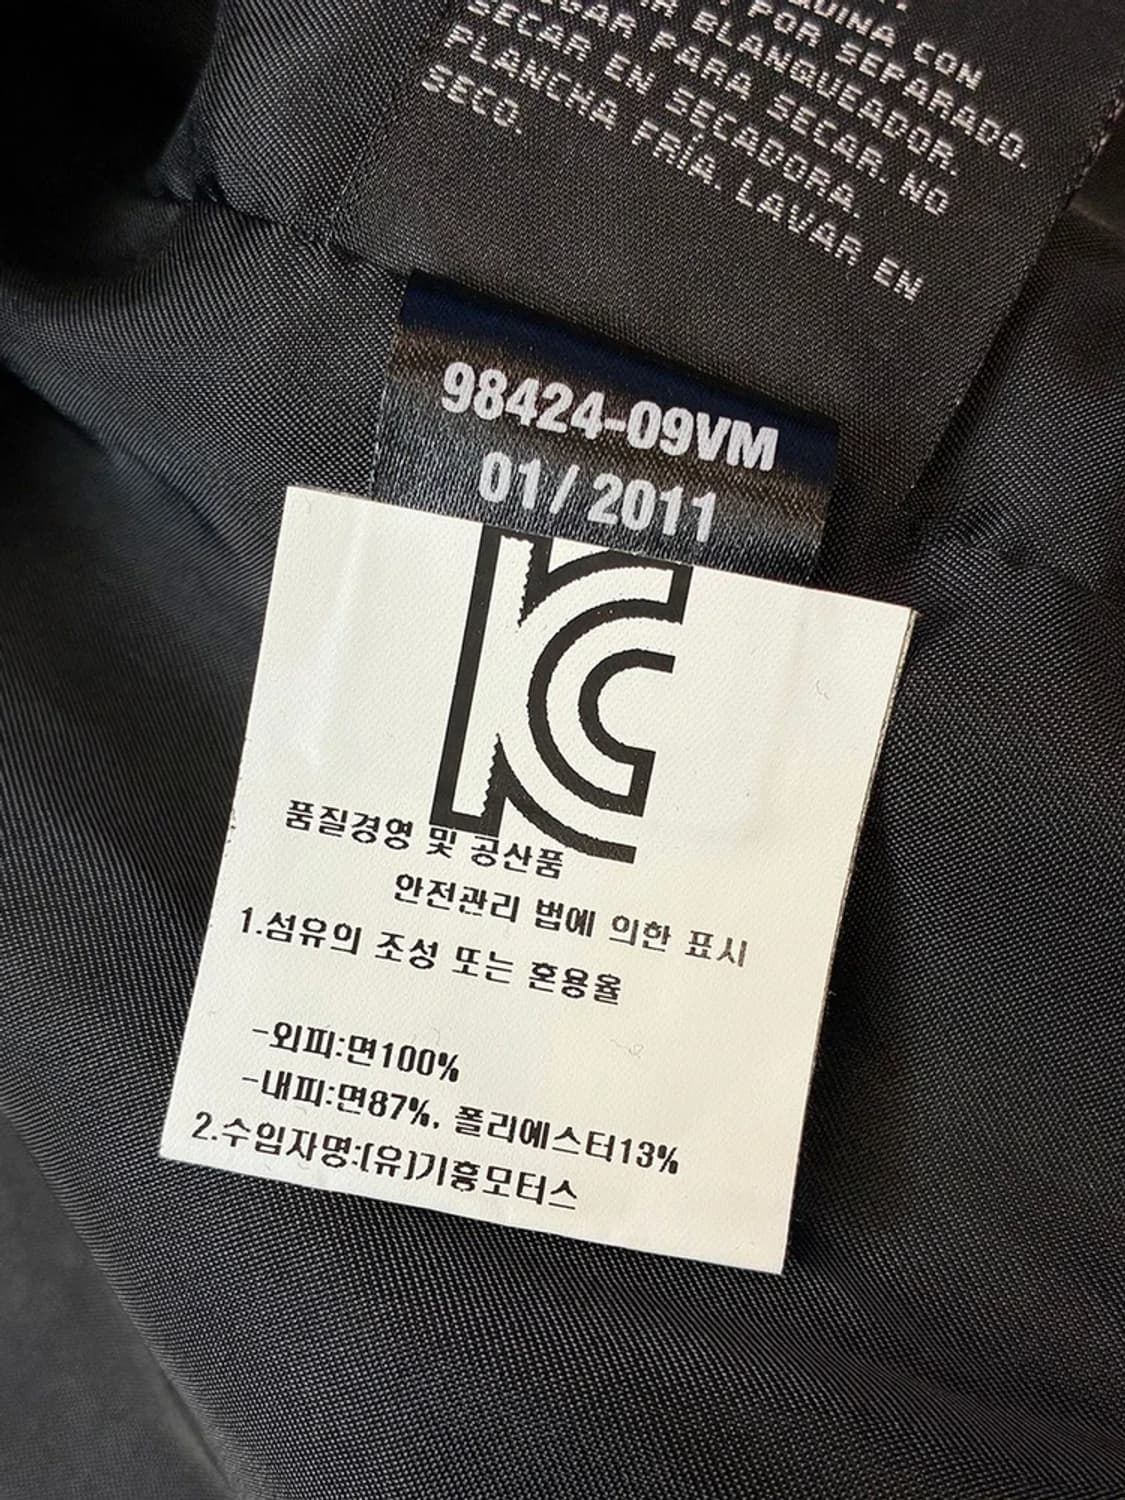 QUINA CON
POR SEPARADO.
BLANQUEADOR.
PARA SECAR. NO
SECAR EN SECADORA.
PLANCHA FRÍA. LAVAR EN
SECO.
98424-09VM
01/2011
KC
품질경영 및 공산품
안전관리 법에 의한 표시
1.섬유의 조성 또는 혼용율
-외피:면100%
-내피:면87%, 폴리에스터13%
2.수입자명:(유)기흥모터스